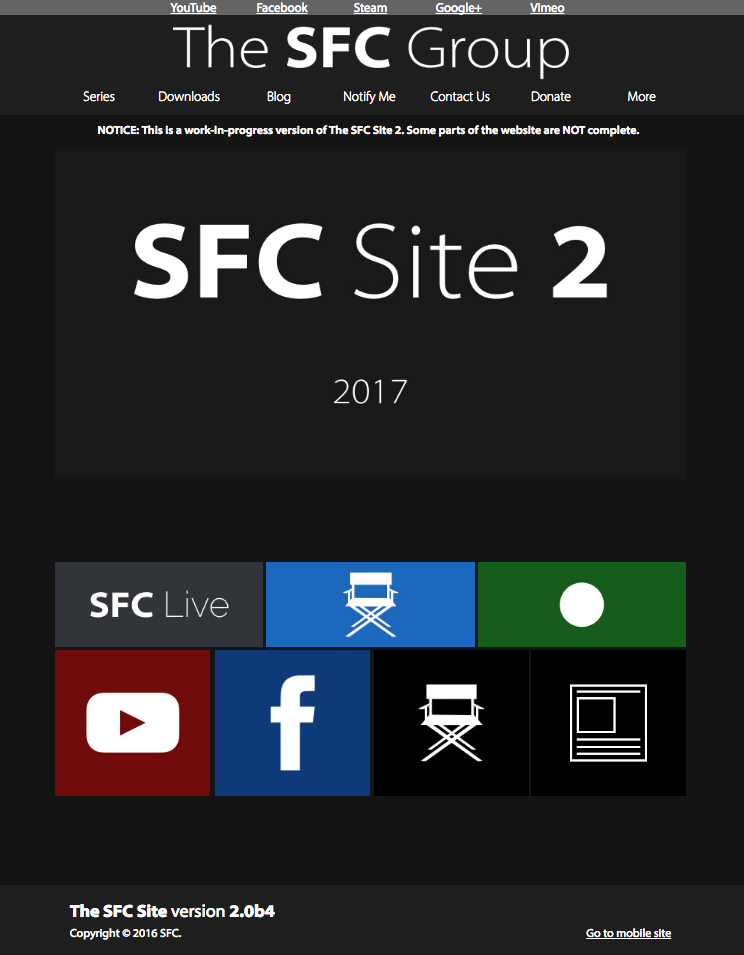 YouTube Facebook Steam Google+ Vimeo
The SFC Group
Series Downloads Blog Notify Me Contact Us Donate More
NOTICE: This is a work-in-progress version of The SFC Site 2. Some parts of the website are NOT complete.
SFC Site 2
2017
SFC Live
The SFC Site version 2.0b4
Copyright © 2016 SFC.
Go to mobile site